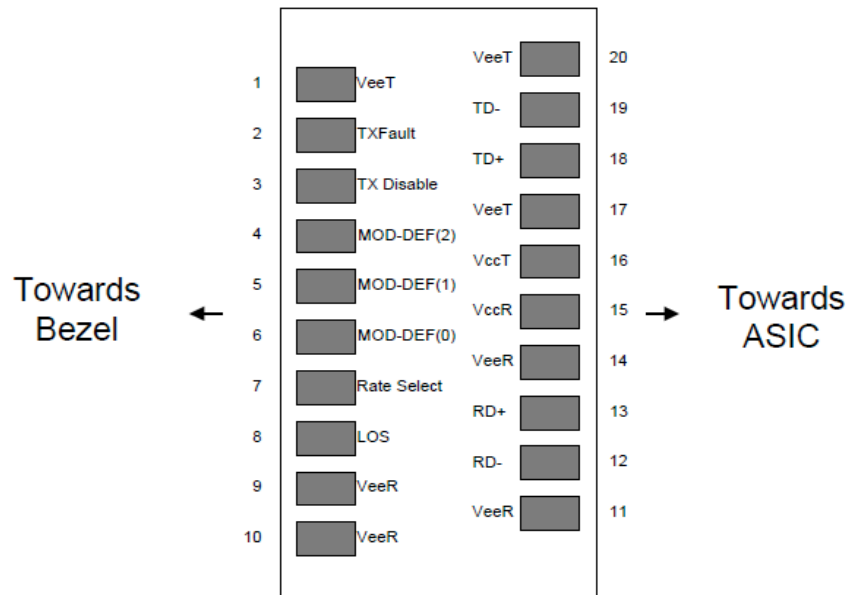 VeeT 20
1 VeeT
TD- 19
2 TXFault
TD+ 18
3 TX Disable
VeeT 17
4 MOD-DEF(2)
VccT 16
5 MOD-DEF(1)
Towards
Bezel
VccR 15
Towards
ASIC
6 MOD-DEF(0)
VeeR 14
7 Rate Select
RD+ 13
8 LOS
RD- 12
9 VeeR
VeeR 11
10 VeeR